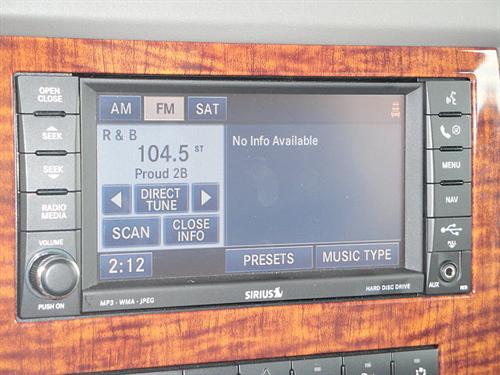 OPEN
CLOSE
SEEK
SEEK
RADIO
MEDIA
VOLUME
PUSH ON
AM FM SAT
R & B
104.5 ST
Proud 2B
DIRECT
TUNE
SCAN
CLOSE
INFO
2:12
No Info Available
PRESETS
MUSIC TYPE
MP3 - WMA - JPEG
SIRIUS
HARD DISC DRIVE
MENU
NAV
PULL
AUX